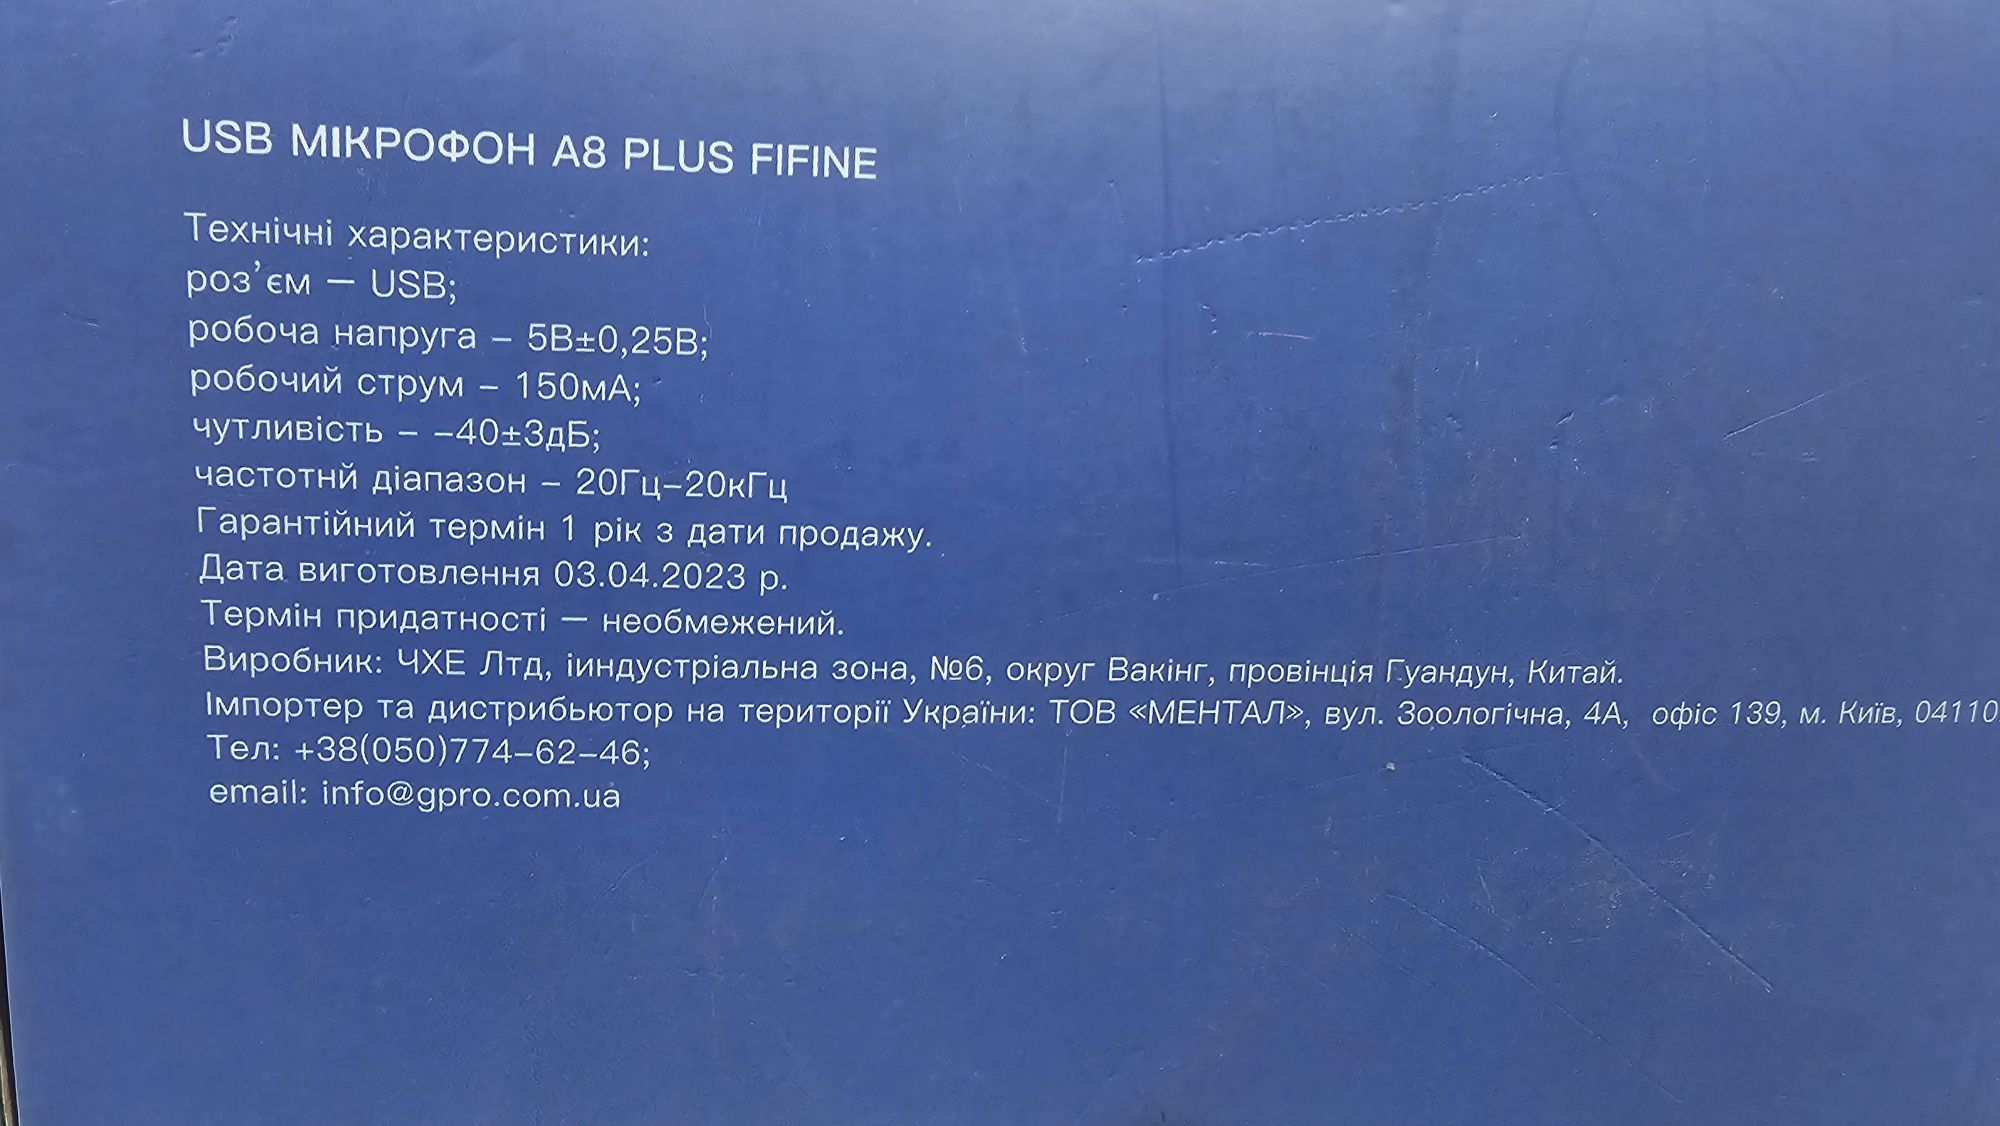 USB МІКРОФОН A8 PLUS FIFINE
Технічні характеристики:
роз’єм — USB;
робоча напруга – 5В±0,25В;
робочий струм – 150мА;
чутливість – –40±3дБ;
частотнй діапазон – 20Гц–20кГц
Гарантійний термін 1 рік з дати продажу.
Дата виготовлення 03.04.2023 р.
Термін придатності — необмежений.
Виробник: ЧХЕ Лтд, іиндустріальна зона, №6, округ Вакінг, провінція Гуандун, Китай.
Імпортер та дистрибьютор на території України: ТОВ «МЕНТАЛ», вул. Зоологічна, 4А, офіс 139, м. Київ, 04110.
Тел: +38(050)774–62–46;
email: info@gpro.com.ua